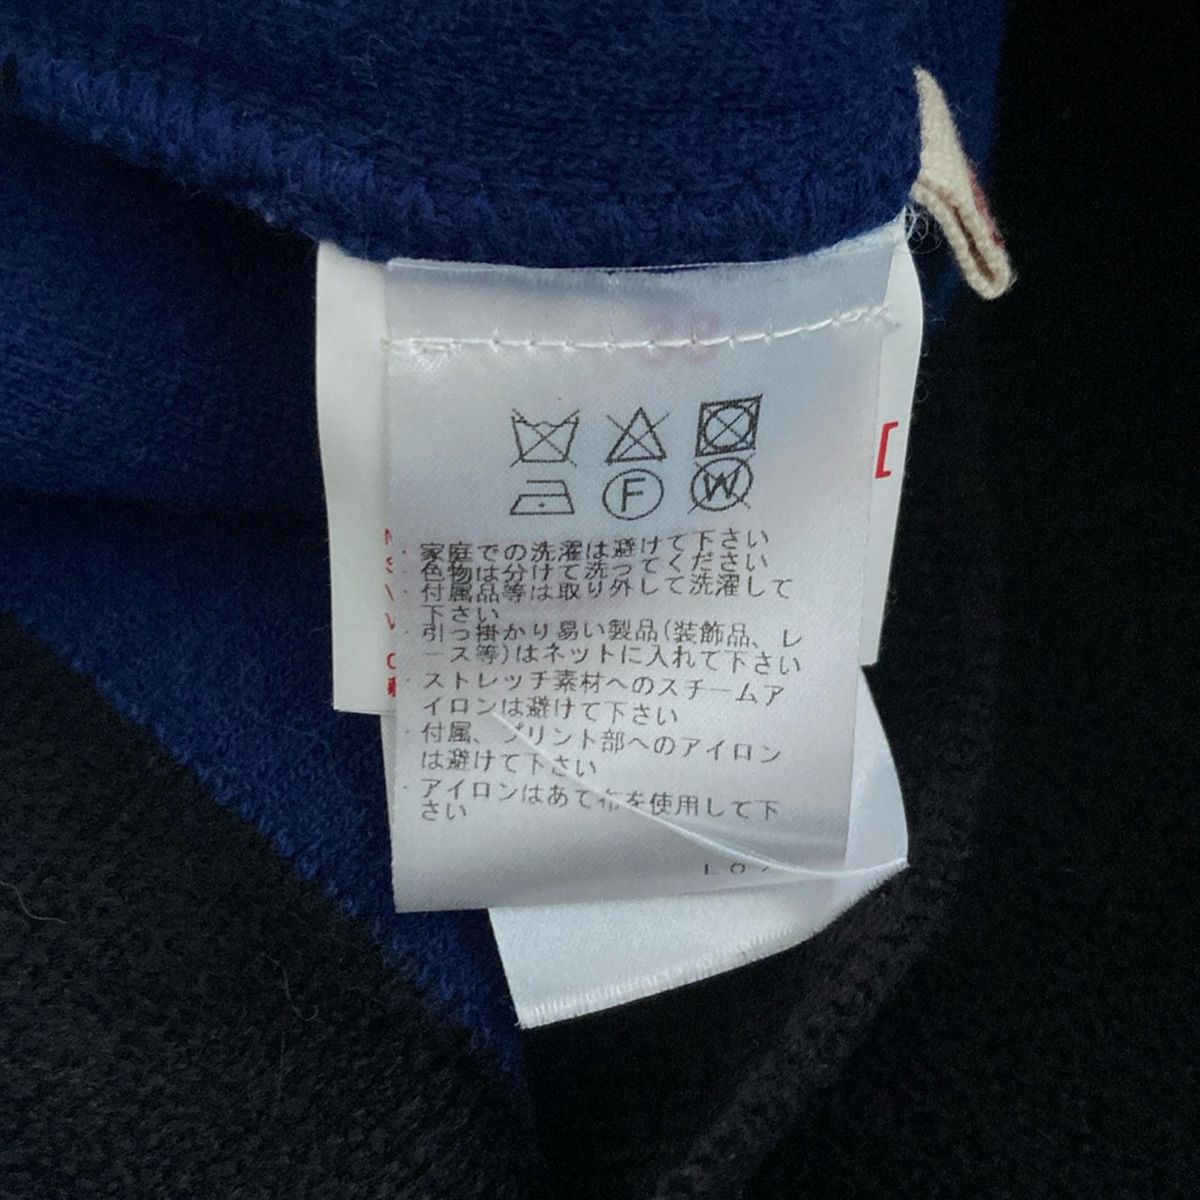 38
F
W
・家庭での洗濯は避けて下さい
・色物は分けて洗ってください
・付属品等は取り外して洗濯して
下さい
・引っ掛かり易い製品(装飾品、レ
ース等)はネットに入れて下さい
・ストレッチ素材へのスチームア
イロンは避けて下さい
・付属、プリント部へのアイロン
は避けて下さい
・アイロンはあて布を使用して下
さい